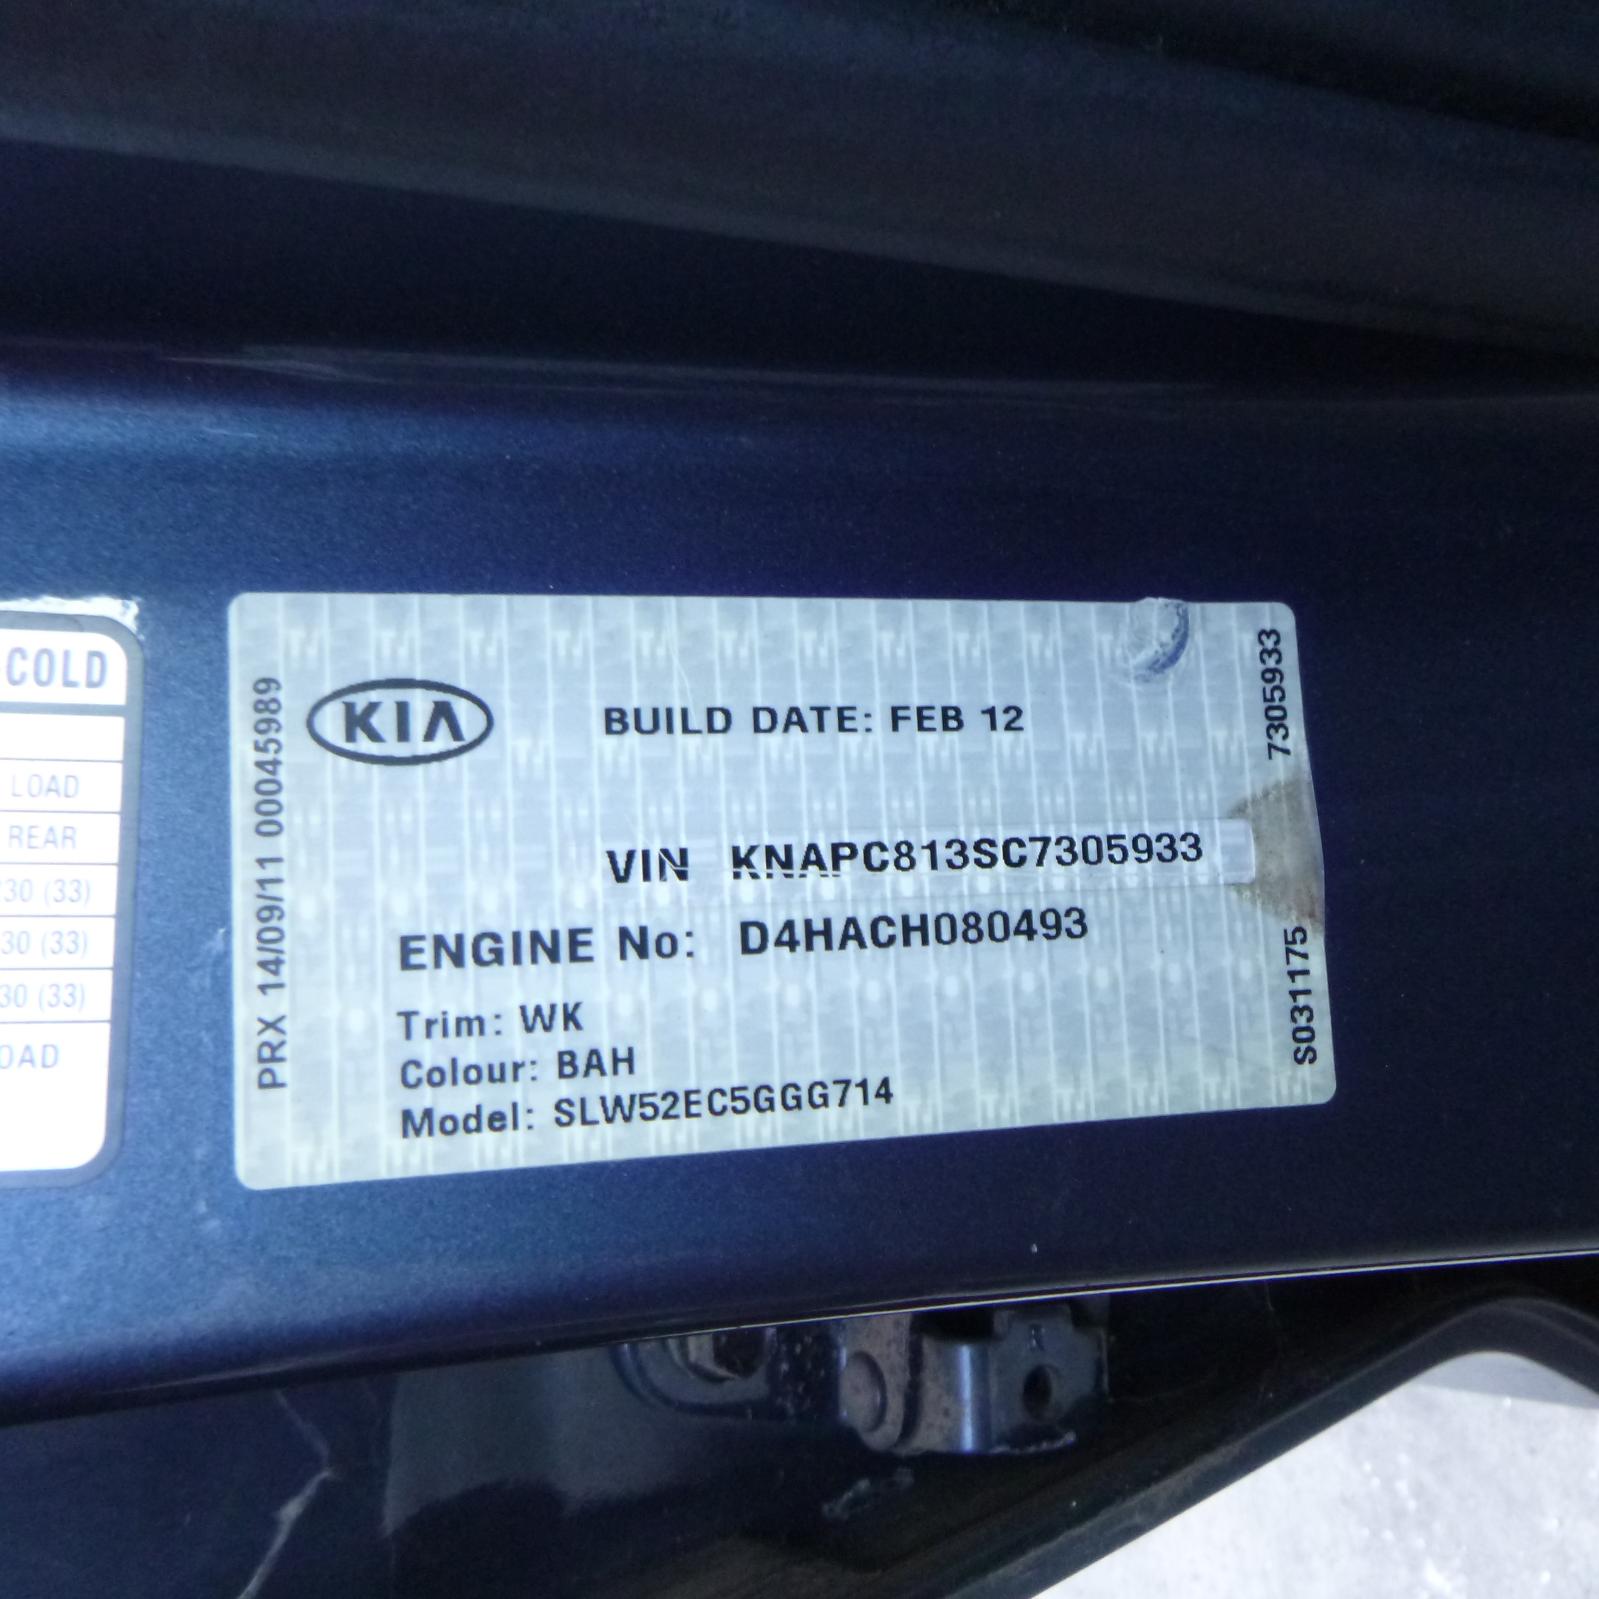 COLD
LOAD
REAR
30 (33)
30 (33)
30 (33)
OAD
PRX 14/09/11 00045989
KIA
BUILD DATE: FEB 12
VIN KNAPC813SC7305933
ENGINE No: D4HACH080493
Trim: WK
Colour: BAH
Model: SLW52EC5GGG714
7305933
S031175